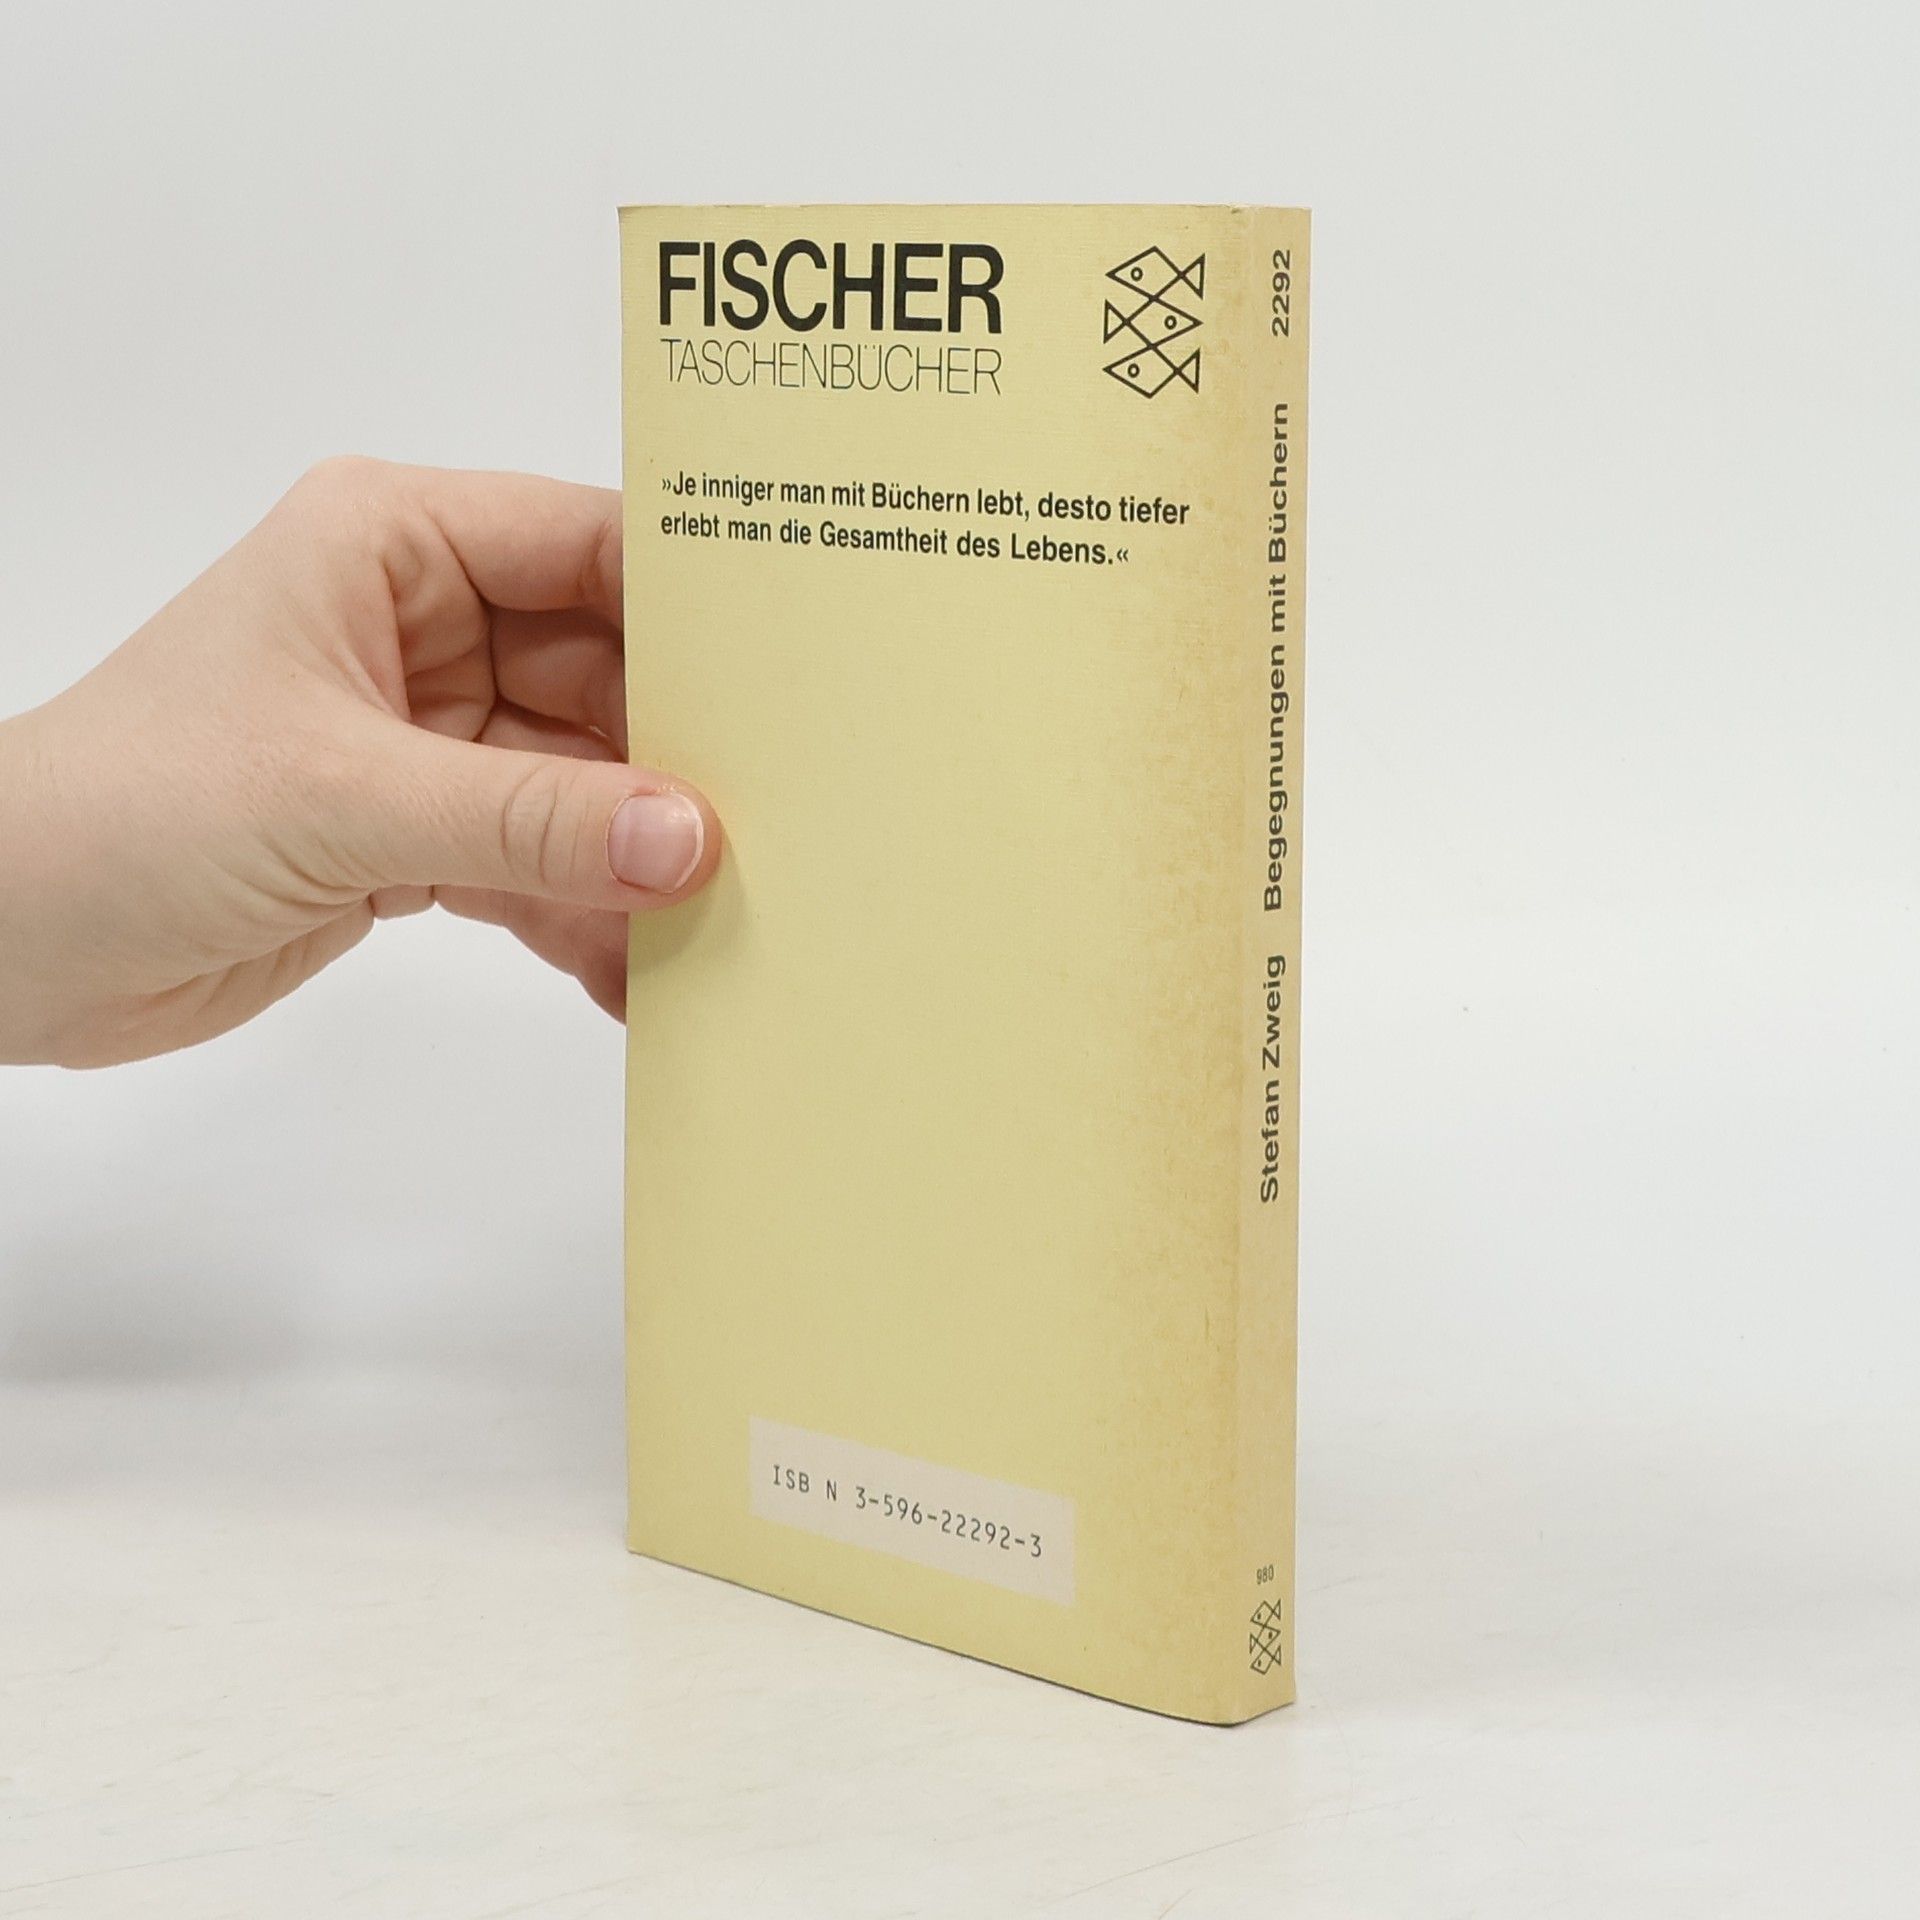 FISCHER
TASCHENBÜCHER
»Je inniger man mit Büchern lebt, desto tiefer
erlebt man die Gesamtheit des Lebens.«
ISB N 3-596-22292-3
Stefan Zweig Begegnungen mit Büchern 2292
980